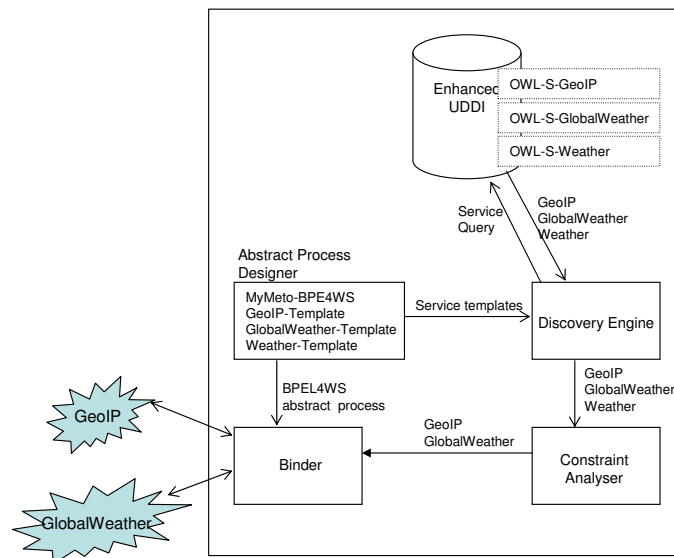 Enhanced
UDDI
OWL-S-GeoIP
OWL-S-GlobalWeather
OWL-S-Weather
Service
Query
GeoIP
GlobalWeather
Weather
Abstract Process
Designer
MyMeto-BPE4WS
GeoIP-Template
GlobalWeather-Template
Weather-Template
Service templates
Discovery Engine
BPEL4WS
abstract process
GeoIP
GlobalWeather
Weather
GeoIP
GeoIP
GlobalWeather
Binder
Constraint
Analyser
GlobalWeather